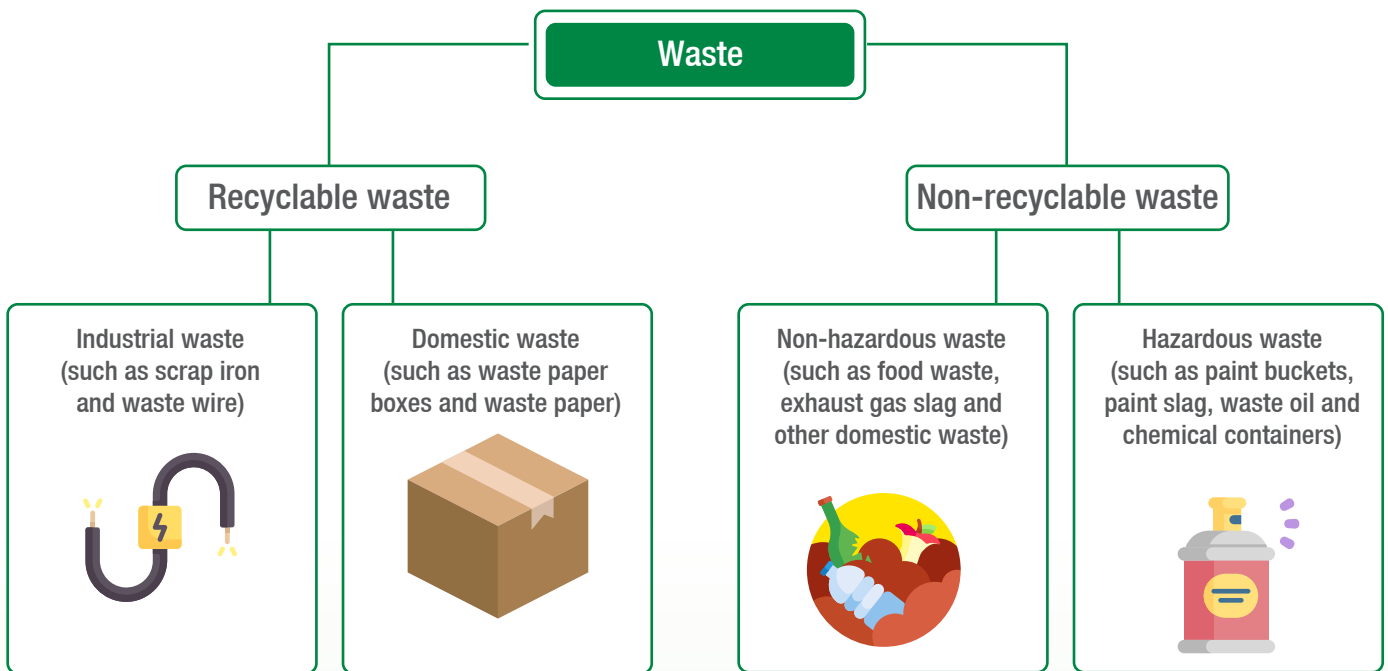 Waste
Recyclable waste
Non-recyclable waste
Industrial waste
(such as scrap iron
and waste wire)
Domestic waste
(such as waste paper
boxes and waste paper)
Non-hazardous waste
(such as food waste,
exhaust gas slag and
other domestic waste)
Hazardous waste
(such as paint buckets,
paint slag, waste oil and
chemical containers)